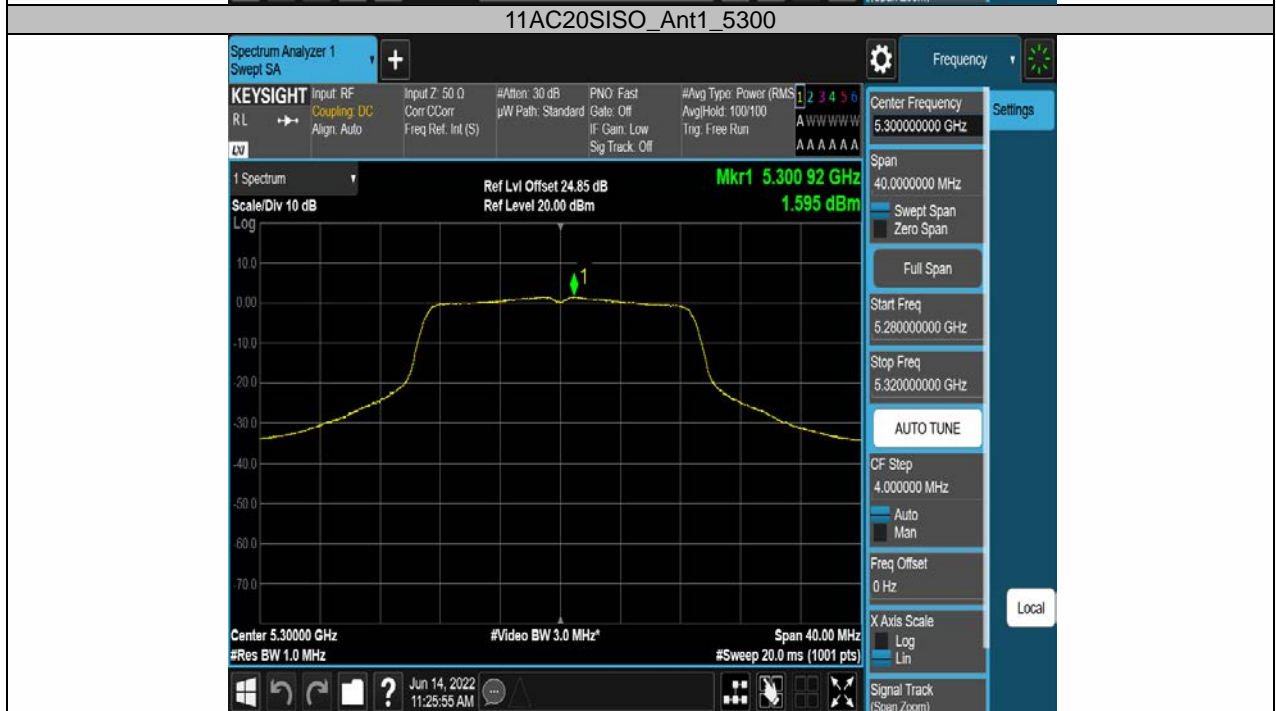 11AC20SISO_Ant1_5300
Spectrum Analyzer 1
Swept SA
+
Frequency
KEYSIGHT
RL
LXI
Input: RF
Coupling: DC
Align: Auto
Input Z: 50 Ω
Corr CCorr
Freq Ref: Int (S)
#Atten: 30 dB
µW Path: Standard
PNO: Fast
Gate: Off
IF Gain: Low
Sig Track: Off
#Avg Type: Power (RMS
Avg|Hold: 100/100
Trig: Free Run
1 2 3 4 5 6
A W W W W W
A A A A A A
1 Spectrum
Scale/Div 10 dB
Log
Ref Lvl Offset 24.85 dB
Ref Level 20.00 dBm
Mkr1 5.300 92 GHz
1.595 dBm
10.0
0.00
-10.0
-20.0
-30.0
-40.0
-50.0
-60.0
-70.0
1
Center 5.30000 GHz
#Res BW 1.0 MHz
#Video BW 3.0 MHz*
Span 40.00 MHz
#Sweep 20.0 ms (1001 pts)
?
Jun 14, 2022
11:25:55 AM
Center Frequency
5.300000000 GHz
Settings
Span
40.0000000 MHz
Swept Span
Zero Span
Full Span
Start Freq
5.280000000 GHz
Stop Freq
5.320000000 GHz
AUTO TUNE
CF Step
4.000000 MHz
Auto
Man
Freq Offset
0 Hz
X Axis Scale
Log
Lin
Local
Signal Track
(Span Zoom)